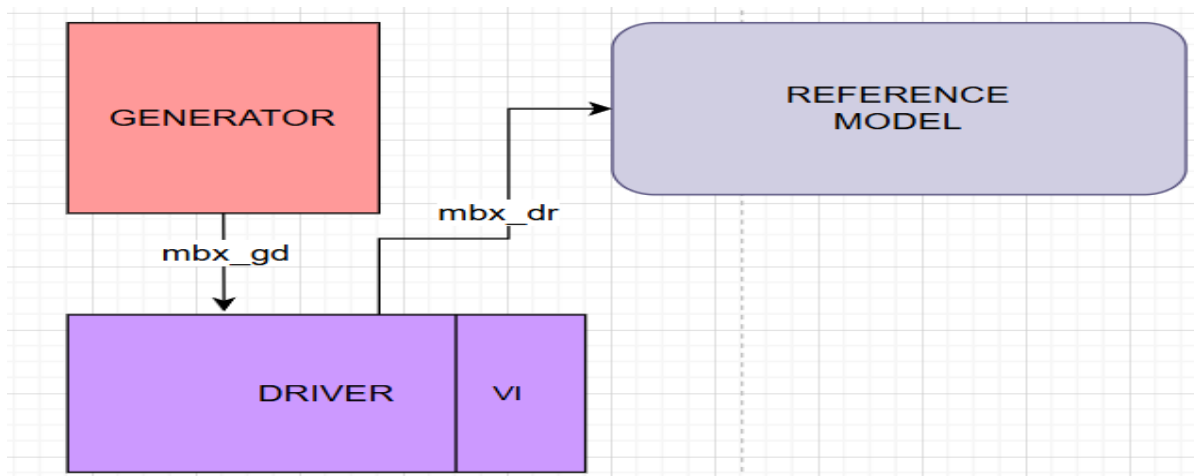 GENERATOR
REFERENCE
MODEL
mbx_dr
mbx_gd
DRIVER
VI